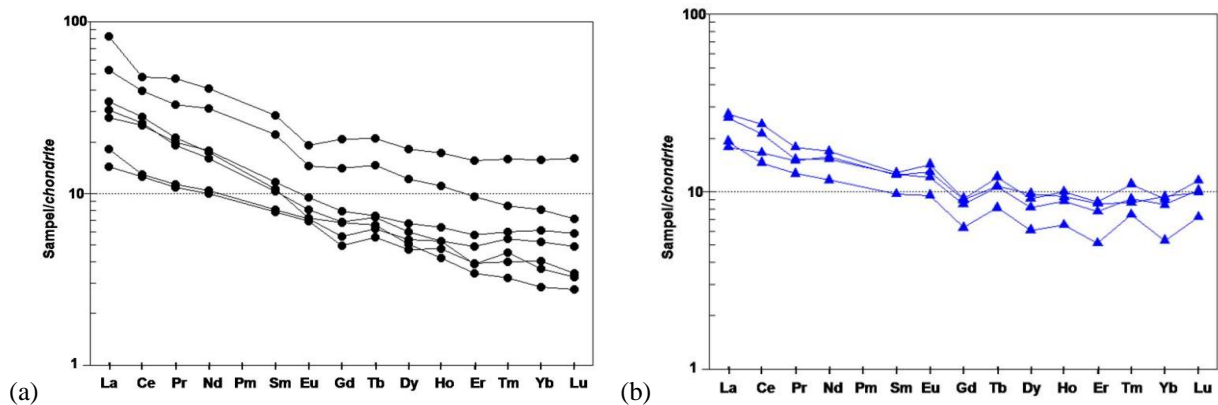 100
Sampel/chondrite
10
1
La Ce Pr Nd Pm Sm Eu Gd Tb Dy Ho Er Tm Yb Lu
(a)
100
Sampel/chondrite
10
1
La Ce Pr Nd Pm Sm Eu Gd Tb Dy Ho Er Tm Yb Lu
(b)